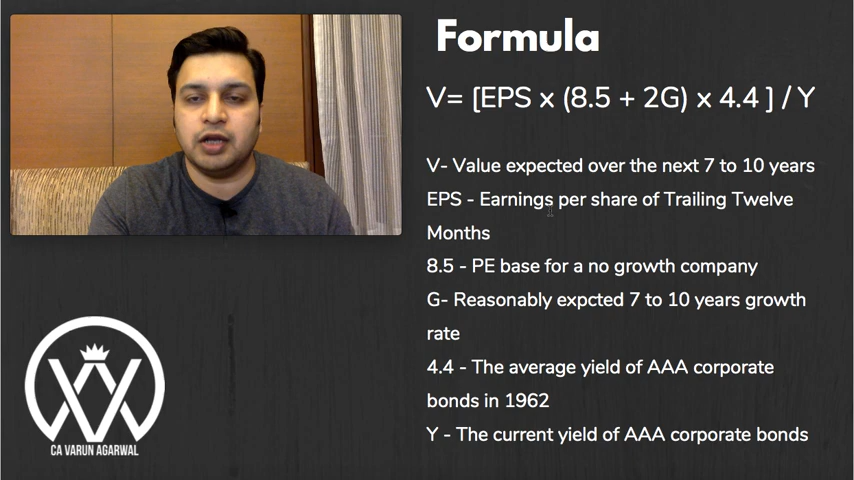 Formula
V= [EPS x (8.5 + 2G) x 4.4 ] / Y
V- Value expected over the next 7 to 10 years
EPS - Earnings per share of Trailing Twelve
Months
8.5 - PE base for a no growth company
G- Reasonably expcted 7 to 10 years growth
rate
4.4 - The average yield of AAA corporate
bonds in 1962
Y - The current yield of AAA corporate bonds
CA VARUN AGARWAL